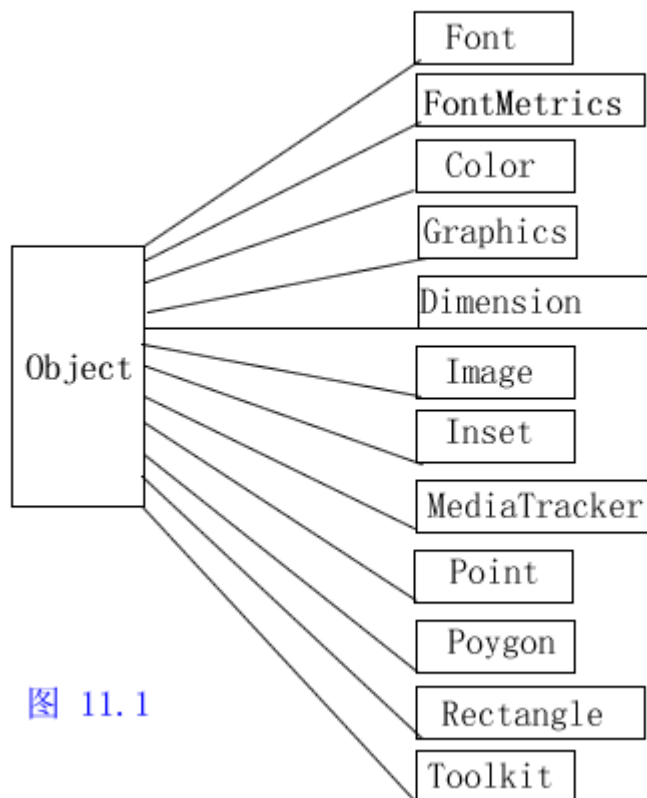 Font
FontMetrics
Color
Graphics
Dimension
Object
Image
Inset
MediaTracker
Point
Poygon
Rectangle
图 11.1
Toolkit